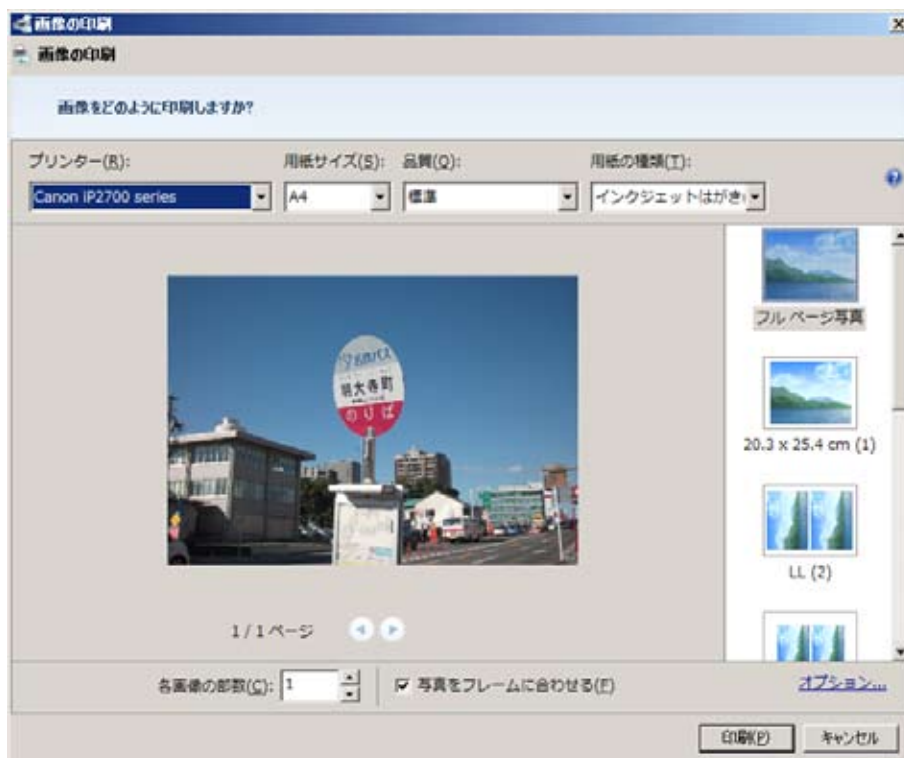 画像の印刷
画像の印刷
画像をどのように印刷しますか?
プリンター(R):
用紙サイズ(S):
品質(Q):
用紙の種類(T):
Canon iP2700 series
A4
標準
インクジェットはがき
名鉄バス
明大寺町
のりば
フル ページ写真
20.3 x 25.4 cm (1)
LL (2)
1 / 1 ページ
各画像の部数(C):
1
写真をフレームに合わせる(F)
オプション...
印刷(P)
キャンセル